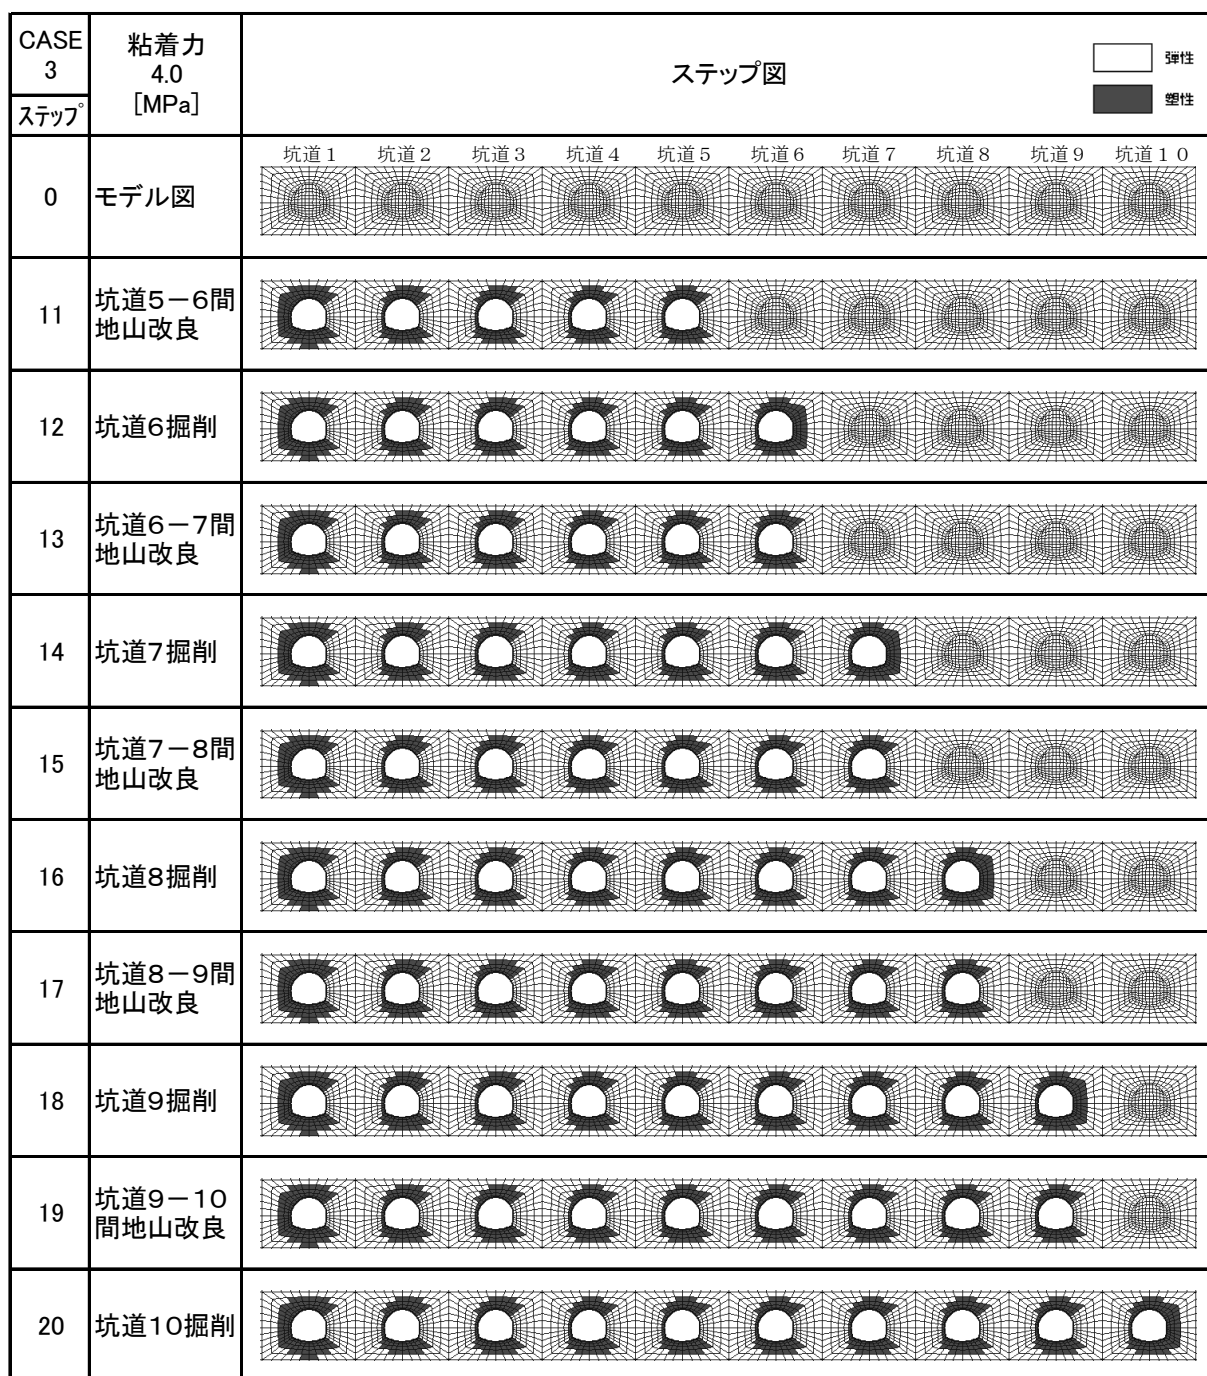 CASE
3
ステップ
粘着力
4.0
[MPa]
ステップ図
弾性
塑性
0
モデル図
坑道1 坑道2 坑道3 坑道4 坑道5 坑道6 坑道7 坑道8 坑道9 坑道10
11
坑道5－6間
地山改良
12
坑道6掘削
13
坑道6－7間
地山改良
14
坑道7掘削
15
坑道7－8間
地山改良
16
坑道8掘削
17
坑道8－9間
地山改良
18
坑道9掘削
19
坑道9－10
間地山改良
20
坑道10掘削